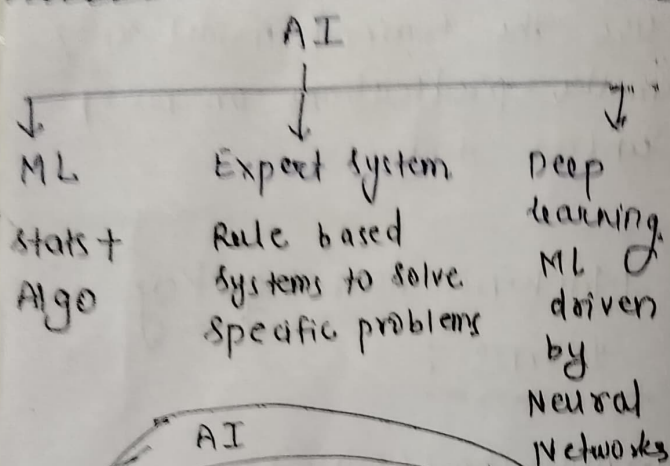 AI
ML
stats +
Algo
Expert system
Rule based
systems to solve
specific problems
Deep
learning
ML
driven
by
Neural
Networks
AI